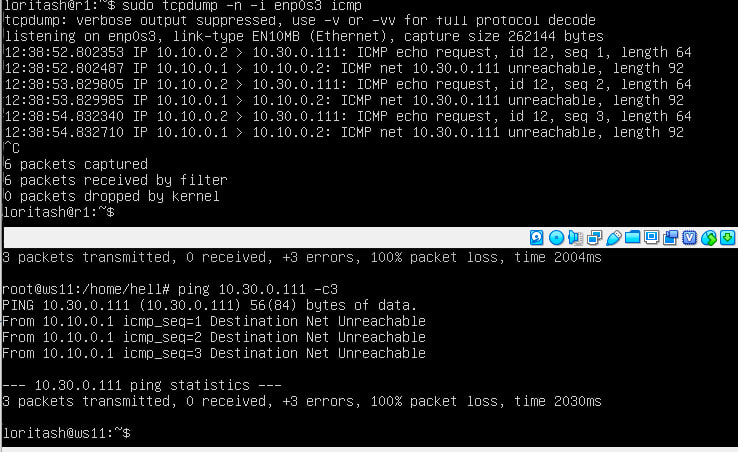 loritash@r1:~$ sudo tcpdump -n -i enp0s3 icmp
tcpdump: verbose output suppressed, use -v or -vv for full protocol decode
listening on enp0s3, link-type EN10MB (Ethernet), capture size 262144 bytes
12:38:52.802353 IP 10.10.0.2 > 10.30.0.111: ICMP echo request, id 12, seq 1, length 64
12:38:52.802487 IP 10.10.0.1 > 10.10.0.2: ICMP net 10.30.0.111 unreachable, length 92
12:38:53.829805 IP 10.10.0.2 > 10.30.0.111: ICMP echo request, id 12, seq 2, length 64
12:38:53.829985 IP 10.10.0.1 > 10.10.0.2: ICMP net 10.30.0.111 unreachable, length 92
12:38:54.832340 IP 10.10.0.2 > 10.30.0.111: ICMP echo request, id 12, seq 3, length 64
12:38:54.832710 IP 10.10.0.1 > 10.10.0.2: ICMP net 10.30.0.111 unreachable, length 92
^C
6 packets captured
6 packets received by filter
0 packets dropped by kernel
loritash@r1:~$
3 packets transmitted, 0 received, +3 errors, 100% packet loss, time 2004ms
root@ws11:/home/hell# ping 10.30.0.111 -c3
PING 10.30.0.111 (10.30.0.111) 56(84) bytes of data.
From 10.10.0.1 icmp_seq=1 Destination Net Unreachable
From 10.10.0.1 icmp_seq=2 Destination Net Unreachable
From 10.10.0.1 icmp_seq=3 Destination Net Unreachable
--- 10.30.0.111 ping statistics ---
3 packets transmitted, 0 received, +3 errors, 100% packet loss, time 2030ms
loritash@ws11:~$